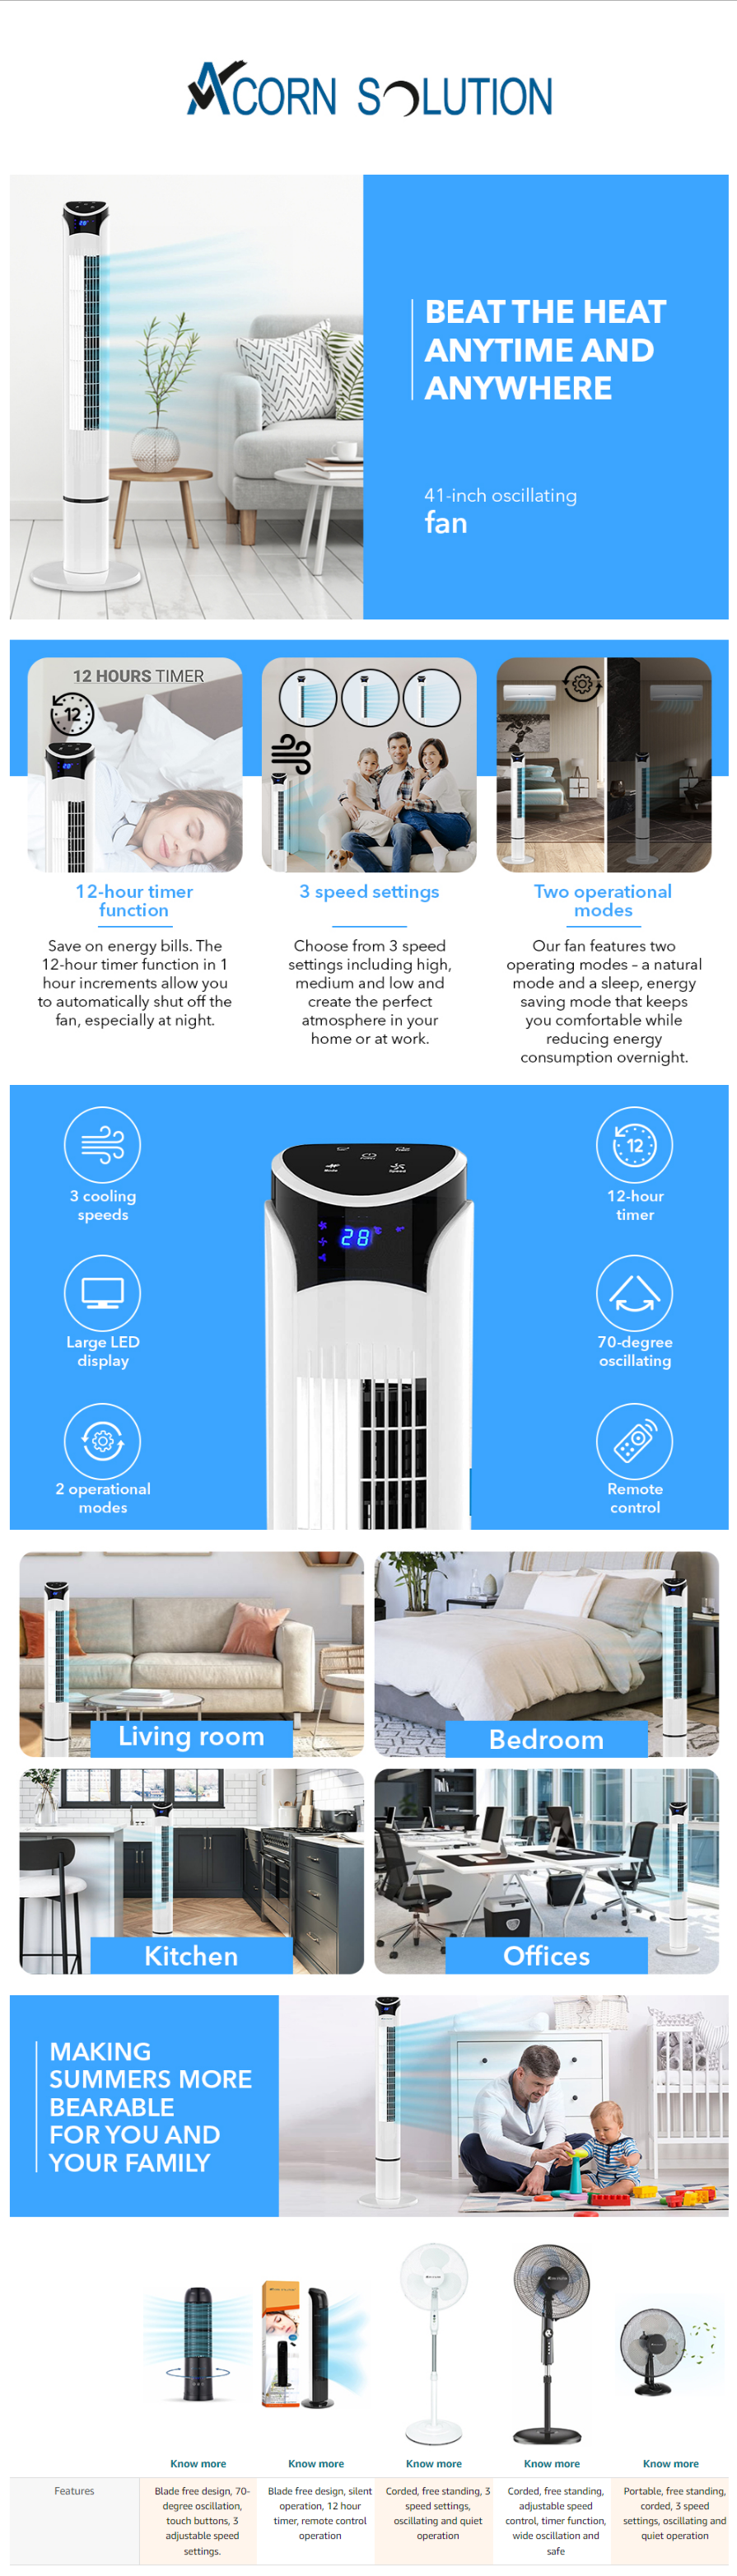 ACORN SOLUTION
BEAT THE HEAT
ANYTIME AND
ANYWHERE
41-inch oscillating
fan
12 HOURS TIMER
12
12-hour timer
function
Save on energy bills. The
12-hour timer function in 1
hour increments allow you
to automatically shut off the
fan, especially at night.
3 speed settings
Choose from 3 speed
settings including high,
medium and low and
create the perfect
atmosphere in your
home or at work.
Two operational
modes
Our fan features two
operating modes – a natural
mode and a sleep, energy
saving mode that keeps
you comfortable while
reducing energy
consumption overnight.
3 cooling
speeds
Large LED
display
2 operational
modes
Mode
Speed
28
12
12-hour
timer
70-degree
oscillating
Remote
control
Living room
Bedroom
Kitchen
Offices
MAKING
SUMMERS MORE
BEARABLE
FOR YOU AND
YOUR FAMILY
Know more
Know more
Know more
Know more
Know more
Features
Blade free design, 70-
degree oscillation,
touch buttons, 3
adjustable speed
settings.
Blade free design, silent
operation, 12 hour
timer, remote control
operation
Corded, free standing, 3
speed settings,
oscillating and quiet
operation
Corded, free standing,
adjustable speed
control, timer function,
wide oscillation and
safe
Portable, free standing,
corded, 3 speed
settings, oscillating and
quiet operation